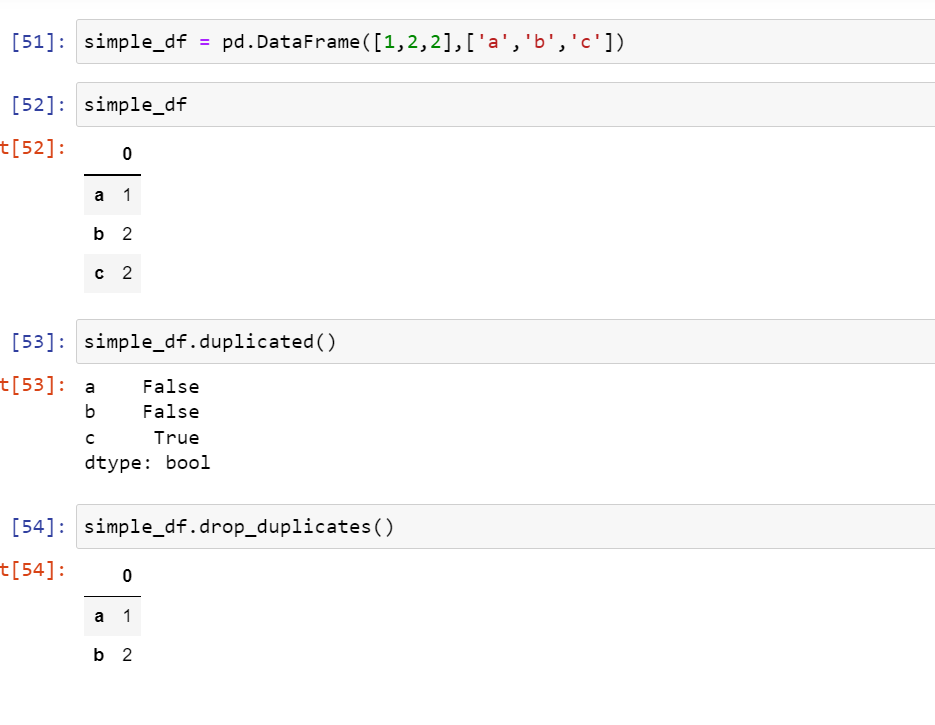 [51]: simple_df = pd.DataFrame([1,2,2],['a','b','c'])
[52]: simple_df
t[52]:
0
a 1
b 2
c 2
[53]: simple_df.duplicated()
t[53]: a False
b False
c True
dtype: bool
[54]: simple_df.drop_duplicates()
t[54]:
0
a 1
b 2